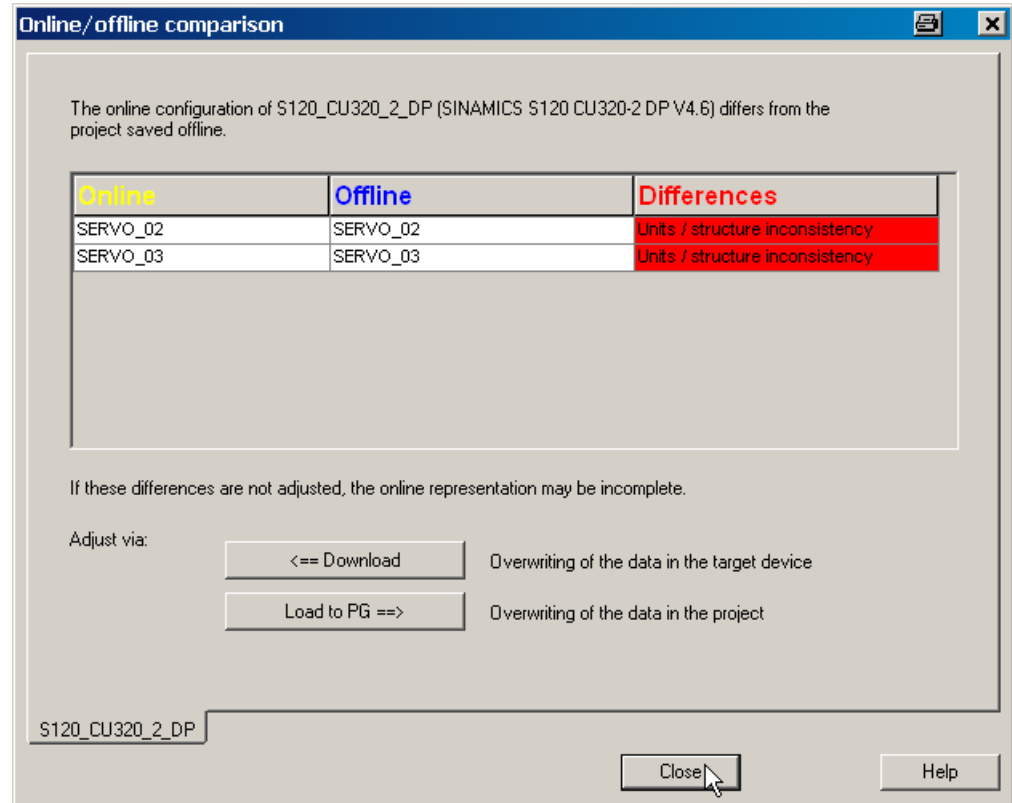 Online/offline comparison
The online configuration of S120_CU320_2_DP (SINAMICS S120 CU320-2 DP V4.6) differs from the
project saved offline.
Online Offline Differences
SERVO_02 SERVO_02 Units / structure inconsistency
SERVO_03 SERVO_03 Units / structure inconsistency
If these differences are not adjusted, the online representation may be incomplete.
Adjust via:
<== Download Overwriting of the data in the target device
Load to PG ==> Overwriting of the data in the project
S120_CU320_2_DP
Close Help